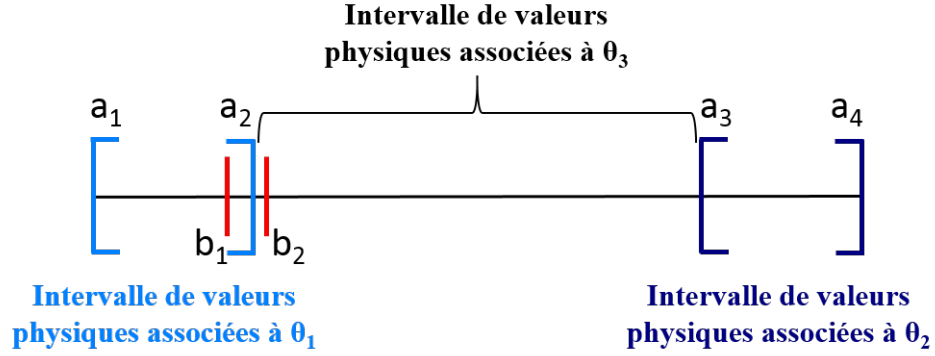 Intervalle de valeurs
physiques associées à θ₃
a₁ a₂ a₃ a₄
b₁ b₂
Intervalle de valeurs
physiques associées à θ₁
Intervalle de valeurs
physiques associées à θ₂